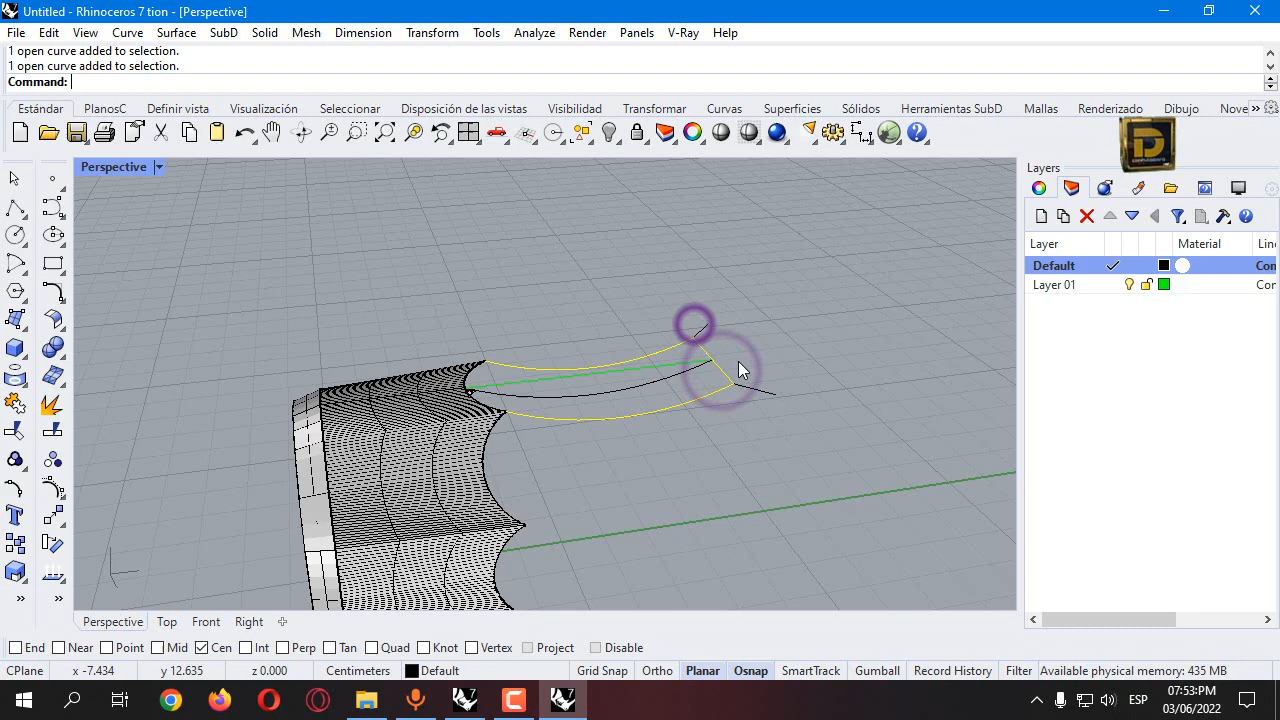 Untitled - Rhinoceros 7 tion - [Perspective]
File Edit View Curve Surface SubD Solid Mesh Dimension Transform Tools Analyze Render Panels V-Ray Help
1 open curve added to selection.
1 open curve added to selection.
Command:
Estándar PlanosC Definir vista Visualización Seleccionar Disposición de las vistas Visibilidad Transformar Curvas Superficies Sólidos Herramientas SubD Mallas Renderizado Dibujo Nove
Perspective
Layers
Layer Material Line
Default Con
Layer 01 Con
Perspective Top Front Right
End Near Point Mid Cen Int Perp Tan Quad Knot Vertex Project Disable
CPlane x -7.434 y 12.635 z 0.000 Centimeters Default Grid Snap Ortho Planar Osnap SmartTrack Gumball Record History Filter Available physical memory: 435 MB
ESP
07:53PM
03/06/2022